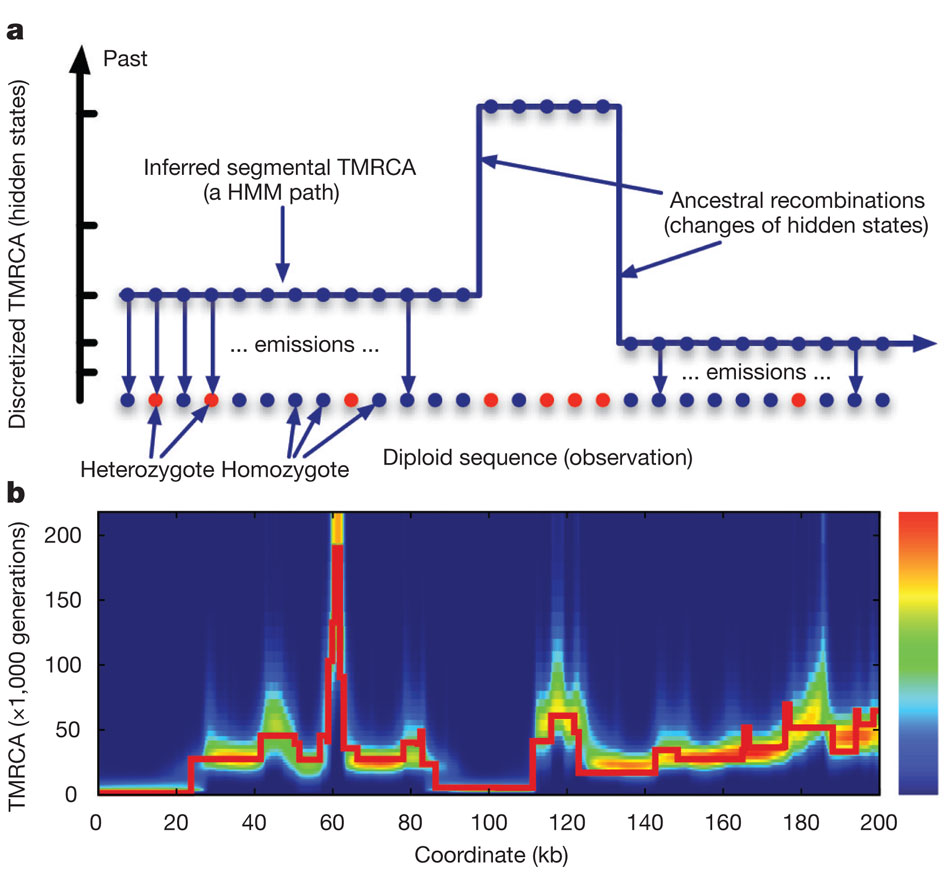 a
Past
Discretized TMRCA (hidden states)
Inferred segmental TMRCA
(a HMM path)
Ancestral recombinations
(changes of hidden states)
... emissions ...
... emissions ...
Heterozygote Homozygote
Diploid sequence (observation)
b
TMRCA (×1,000 generations)
200
150
100
50
0
0 20 40 60 80 100 120 140 160 180 200
Coordinate (kb)